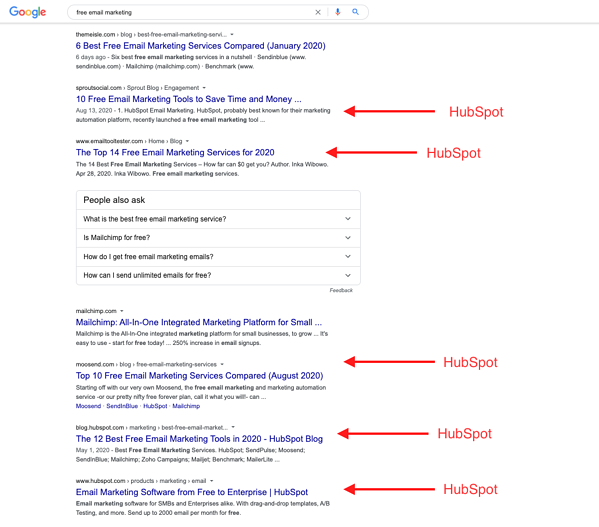 Google
free email marketing
themeisle.com › blog › best-free-email-marketing-servi...
6 Best Free Email Marketing Services Compared (January 2020)
6 days ago - Six best free email marketing services in a nutshell · Sendinblue (www.
sendinblue.com) · Mailchimp (mailchimp.com) · Benchmark (www.
sproutsocial.com › Sprout Blog › Engagement
10 Free Email Marketing Tools to Save Time and Money ...
Aug 13, 2020 - 1. HubSpot Email Marketing. HubSpot, probably best known for their marketing
automation platform, recently launched a free email marketing tool ...
HubSpot
www.emailtooltester.com › Home › Blog
The Top 14 Free Email Marketing Services for 2020
The 14 Best Free Email Marketing Services – How far can $0 get you? Author. Inka Wibowo.
Apr 28, 2020. Inka Wibowo. Free email marketing services.
HubSpot
People also ask
What is the best free email marketing service?
Is Mailchimp for free?
How do I get free email marketing emails?
How can I send unlimited emails for free?
Feedback
mailchimp.com
Mailchimp: All-In-One Integrated Marketing Platform for Small ...
Mailchimp is the All-In-One integrated marketing platform for small businesses, to grow ... It's
easy to use - start for free today! ... 250% increase in email signups.
moosend.com › blog › free-email-marketing-services
Top 10 Free Email Marketing Services Compared (August 2020)
Starting off with our very own Moosend, the free email marketing and marketing automation
service -or our pretty nifty free forever plan, call it what you will!- can ...
Moosend · SendInBlue · HubSpot · Mailchimp
HubSpot
blog.hubspot.com › marketing › best-free-email-market...
The 12 Best Free Email Marketing Tools in 2020 - HubSpot Blog
May 1, 2020 - Best Free Email Marketing Services. HubSpot; SendPulse; Moosend;
SendinBlue; Mailchimp; Zoho Campaigns; Mailjet; Benchmark; MailerLite ...
HubSpot
www.hubspot.com › products › marketing › email
Email Marketing Software from Free to Enterprise | HubSpot
Email marketing software for SMBs and Enterprises alike. With drag-and-drop templates, A/B
Testing, and more. Send up to 2000 email per month for free.
HubSpot